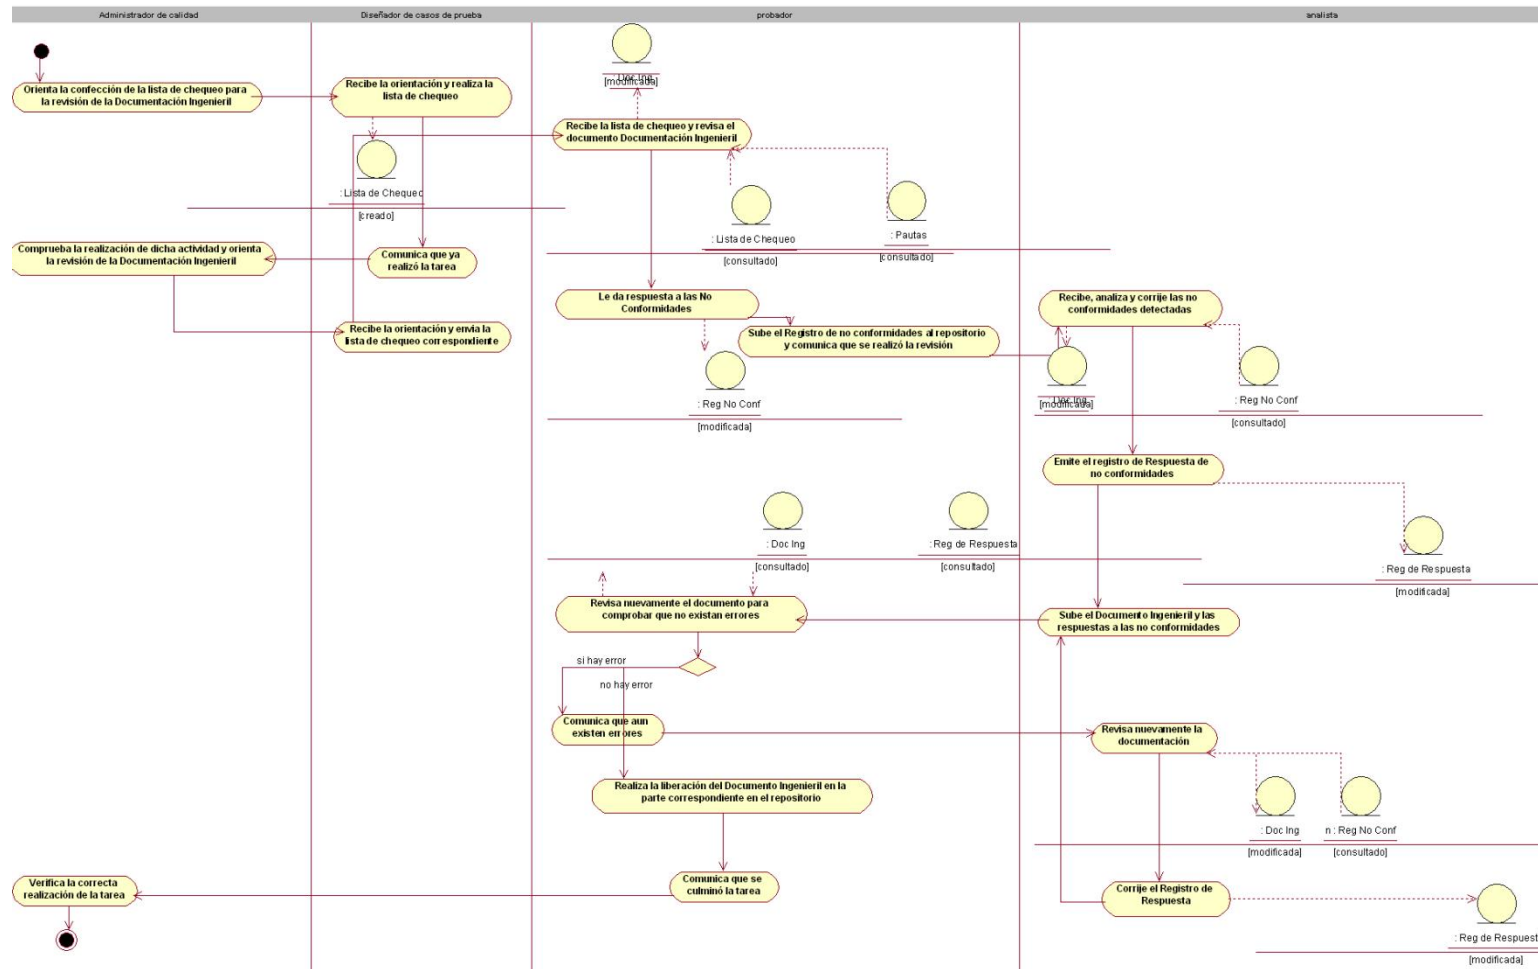 Administrador de calidad
Diseñador de casos de prueba
probador
analista
Orienta la confección de la lista de chequeo para
la revisión de la Documentación Ingenieril
Recibe la orientación y realiza la
lista de chequeo
: Doc Ing
[modificada]
Recibe la lista de chequeo y revisa el
documento Documentación Ingenieril
: Lista de Chequeo
[creado]
: Lista de Chequeo
[consultado]
: Pautas
[consultado]
Comprueba la realización de dicha actividad y orienta
la revisión de la Documentación Ingenieril
Comunica que ya
realizó la tarea
Le da respuesta a las No
Conformidades
Recibe, analiza y corrije las no
conformidades detectadas
Recibe la orientación y envia la
lista de chequeo correspondiente
Sube el Registro de no conformidades al repositorio
y comunica que se realizó la revisión
: Reg No Conf
[modificada]
: Doc Ing
[modificada]
: Reg No Conf
[consultado]
Emite el registro de Respuesta de
no conformidades
: Doc Ing
[consultado]
: Reg de Respuesta
[consultado]
: Reg de Respuesta
[modificada]
Revisa nuevamente el documento para
comprobar que no existan errores
Sube el Documento Ingenieril y las
respuestas a las no conformidades
si hay error
no hay error
Comunica que aun
existen errores
Revisa nuevamente la
documentación
Realiza la liberación del Documento Ingenieril en la
parte correspondiente en el repositorio
: Doc Ing
[modificada]
n : Reg No Conf
[consultado]
Verifica la correcta
realización de la tarea
Comunica que se
culminó la tarea
Corrije el Registro de
Respuesta
: Reg de Respuest
[modificada]